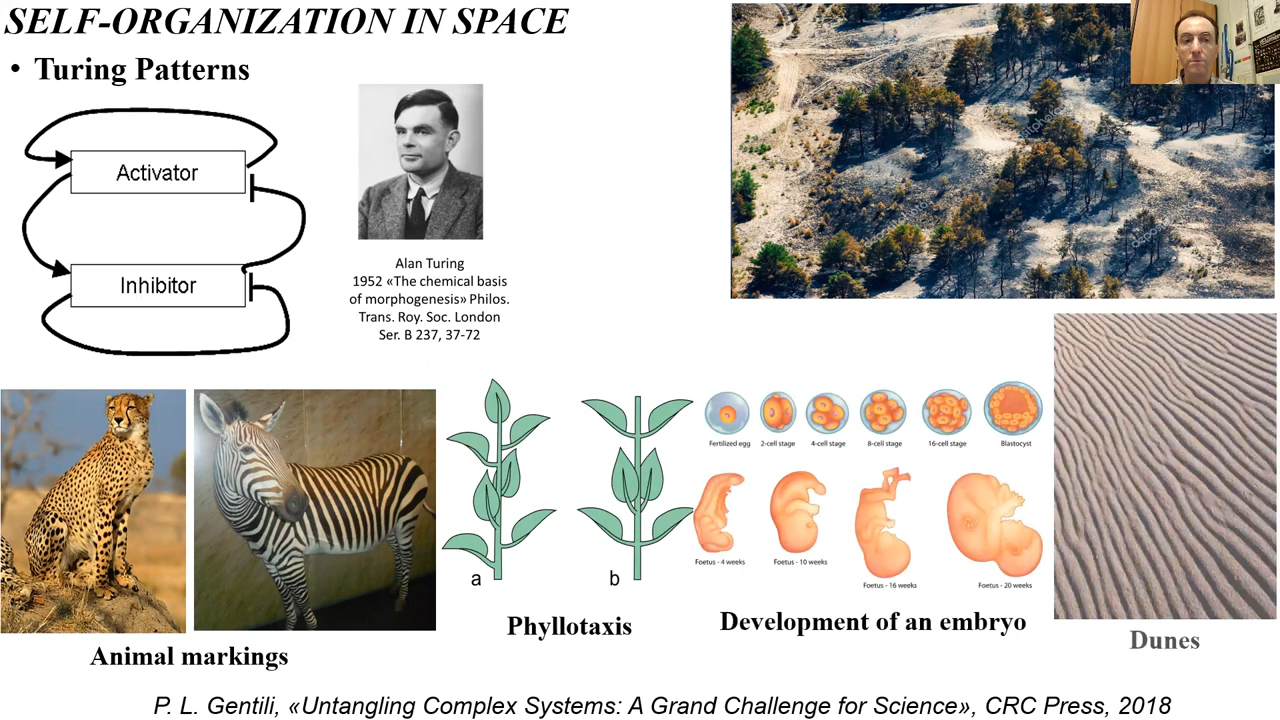 SELF-ORGANIZATION IN SPACE
• Turing Patterns
Activator
Inhibitor
Alan Turing
1952 «The chemical basis
of morphogenesis» Philos.
Trans. Roy. Soc. London
Ser. B 237, 37-72
Fertilized egg
2-cell stage
4-cell stage
8-cell stage
16-cell stage
Blastocyst
Foetus - 4 weeks
Foetus - 10 weeks
Foetus - 16 weeks
Foetus - 20 weeks
a
b
Animal markings
Phyllotaxis
Development of an embryo
Dunes
P. L. Gentili, «Untangling Complex Systems: A Grand Challenge for Science», CRC Press, 2018